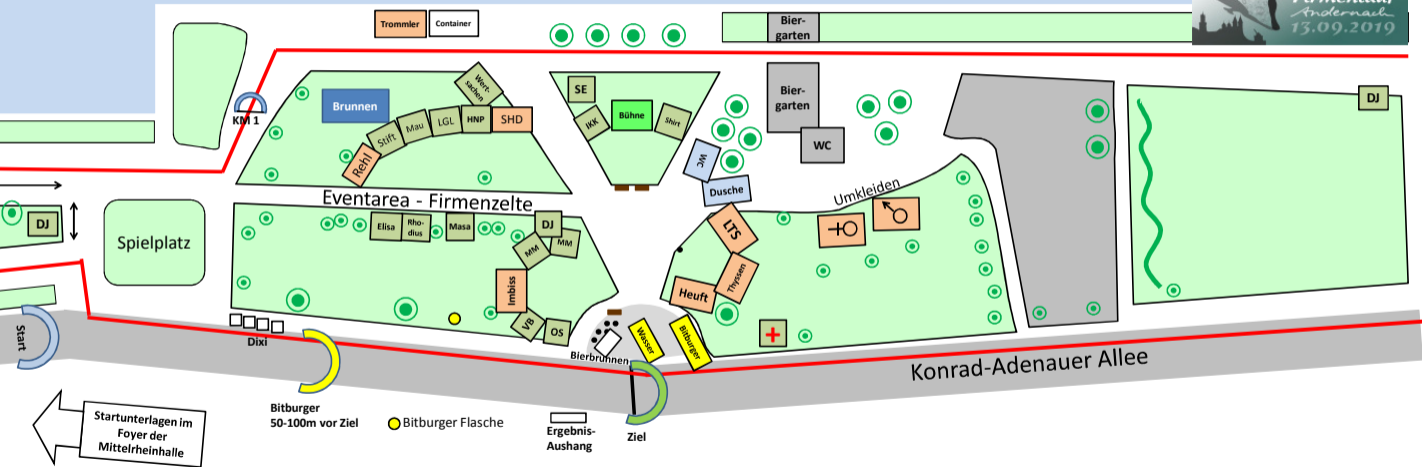 Firmenlauf
Andernach
13.09.2019
Trommler
Container
Bier-
garten
KM 1
Brunnen
Wert-
sachen
Rehl
Stift
Mau
LGL
HNP
SHD
SE
IKK
Bühne
Shirt
Bier-
garten
WC
WC
Dusche
DJ
Eventarea - Firmenzelte
Umkleiden
DJ
Spielplatz
Elisa
Rho-
dius
Masa
DJ
MM
MM
Imbiss
VB
OS
LTS
Thyssen
Heuft
Start
Dixi
Bierbrunnen
Wasser
Bitburger
Konrad-Adenauer Allee
Startunterlagen im
Foyer der
Mittelrheinhalle
Bitburger
50-100m vor Ziel
Bitburger Flasche
Ergebnis-
Aushang
Ziel